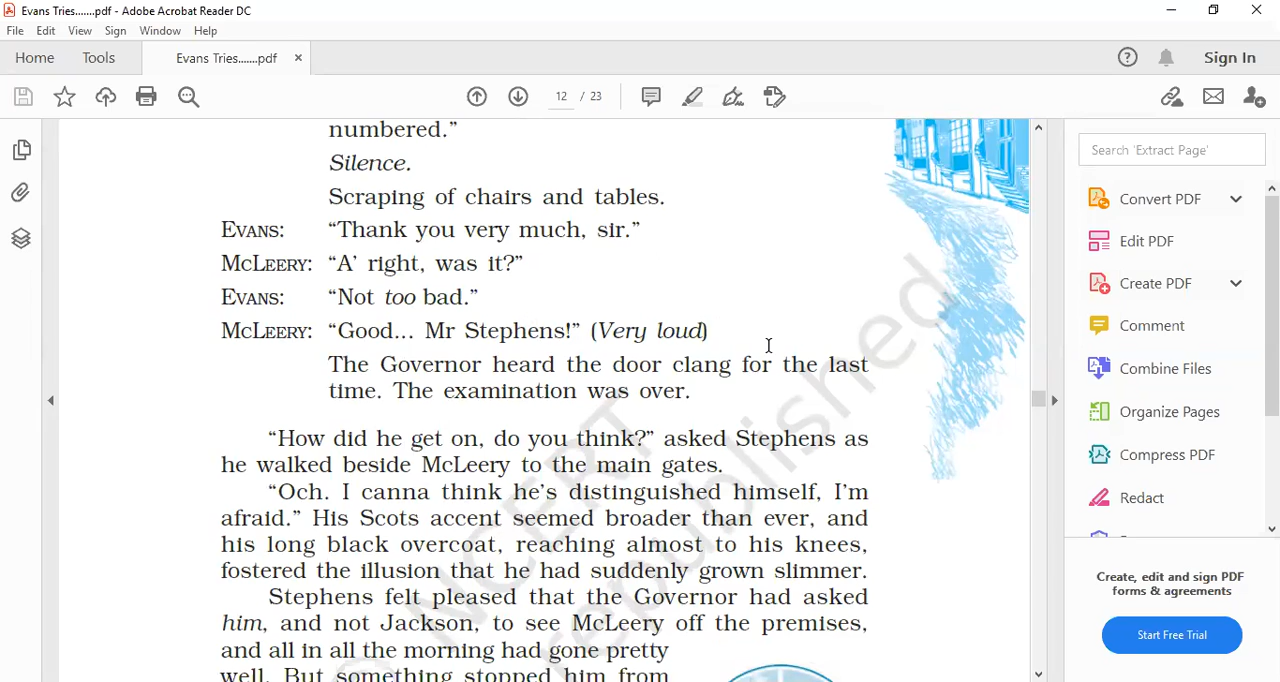 Evans Tries.......pdf - Adobe Acrobat Reader DC
File Edit View Sign Window Help
Home Tools Evans Tries.......pdf × Sign In
12 / 23
numbered.”
Silence.
Scraping of chairs and tables.
EVANS: “Thank you very much, sir.”
MCLEERY: “A’ right, was it?”
EVANS: “Not too bad.”
MCLEERY: “Good... Mr Stephens!” (Very loud)
The Governor heard the door clang for the last
time. The examination was over.
“How did he get on, do you think?” asked Stephens as
he walked beside McLeery to the main gates.
“Och. I canna think he’s distinguished himself, I’m
afraid.” His Scots accent seemed broader than ever, and
his long black overcoat, reaching almost to his knees,
fostered the illusion that he had suddenly grown slimmer.
Stephens felt pleased that the Governor had asked
him, and not Jackson, to see McLeery off the premises,
and all in all the morning had gone pretty
well. But something stopped him from
NCERT
republished
Search 'Extract Page'
Convert PDF
Edit PDF
Create PDF
Comment
Combine Files
Organize Pages
Compress PDF
Redact
Create, edit and sign PDF
forms & agreements
Start Free Trial